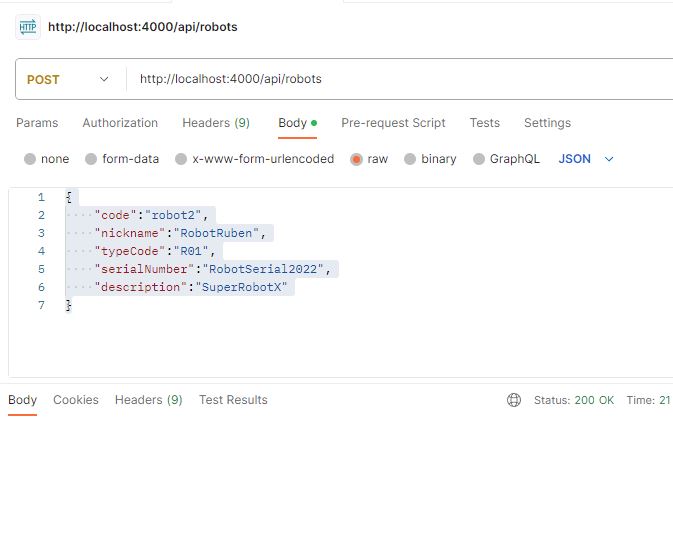 HTTP http://localhost:4000/api/robots
POST http://localhost:4000/api/robots
Params Authorization Headers (9) Body Pre-request Script Tests Settings
none form-data x-www-form-urlencoded raw binary GraphQL JSON
1 {
2 "code":"robot2",
3 "nickname":"RobotRuben",
4 "typeCode":"R01",
5 "serialNumber":"RobotSerial2022",
6 "description":"SuperRobotX"
7 }
Body Cookies Headers (9) Test Results Status: 200 OK Time: 21